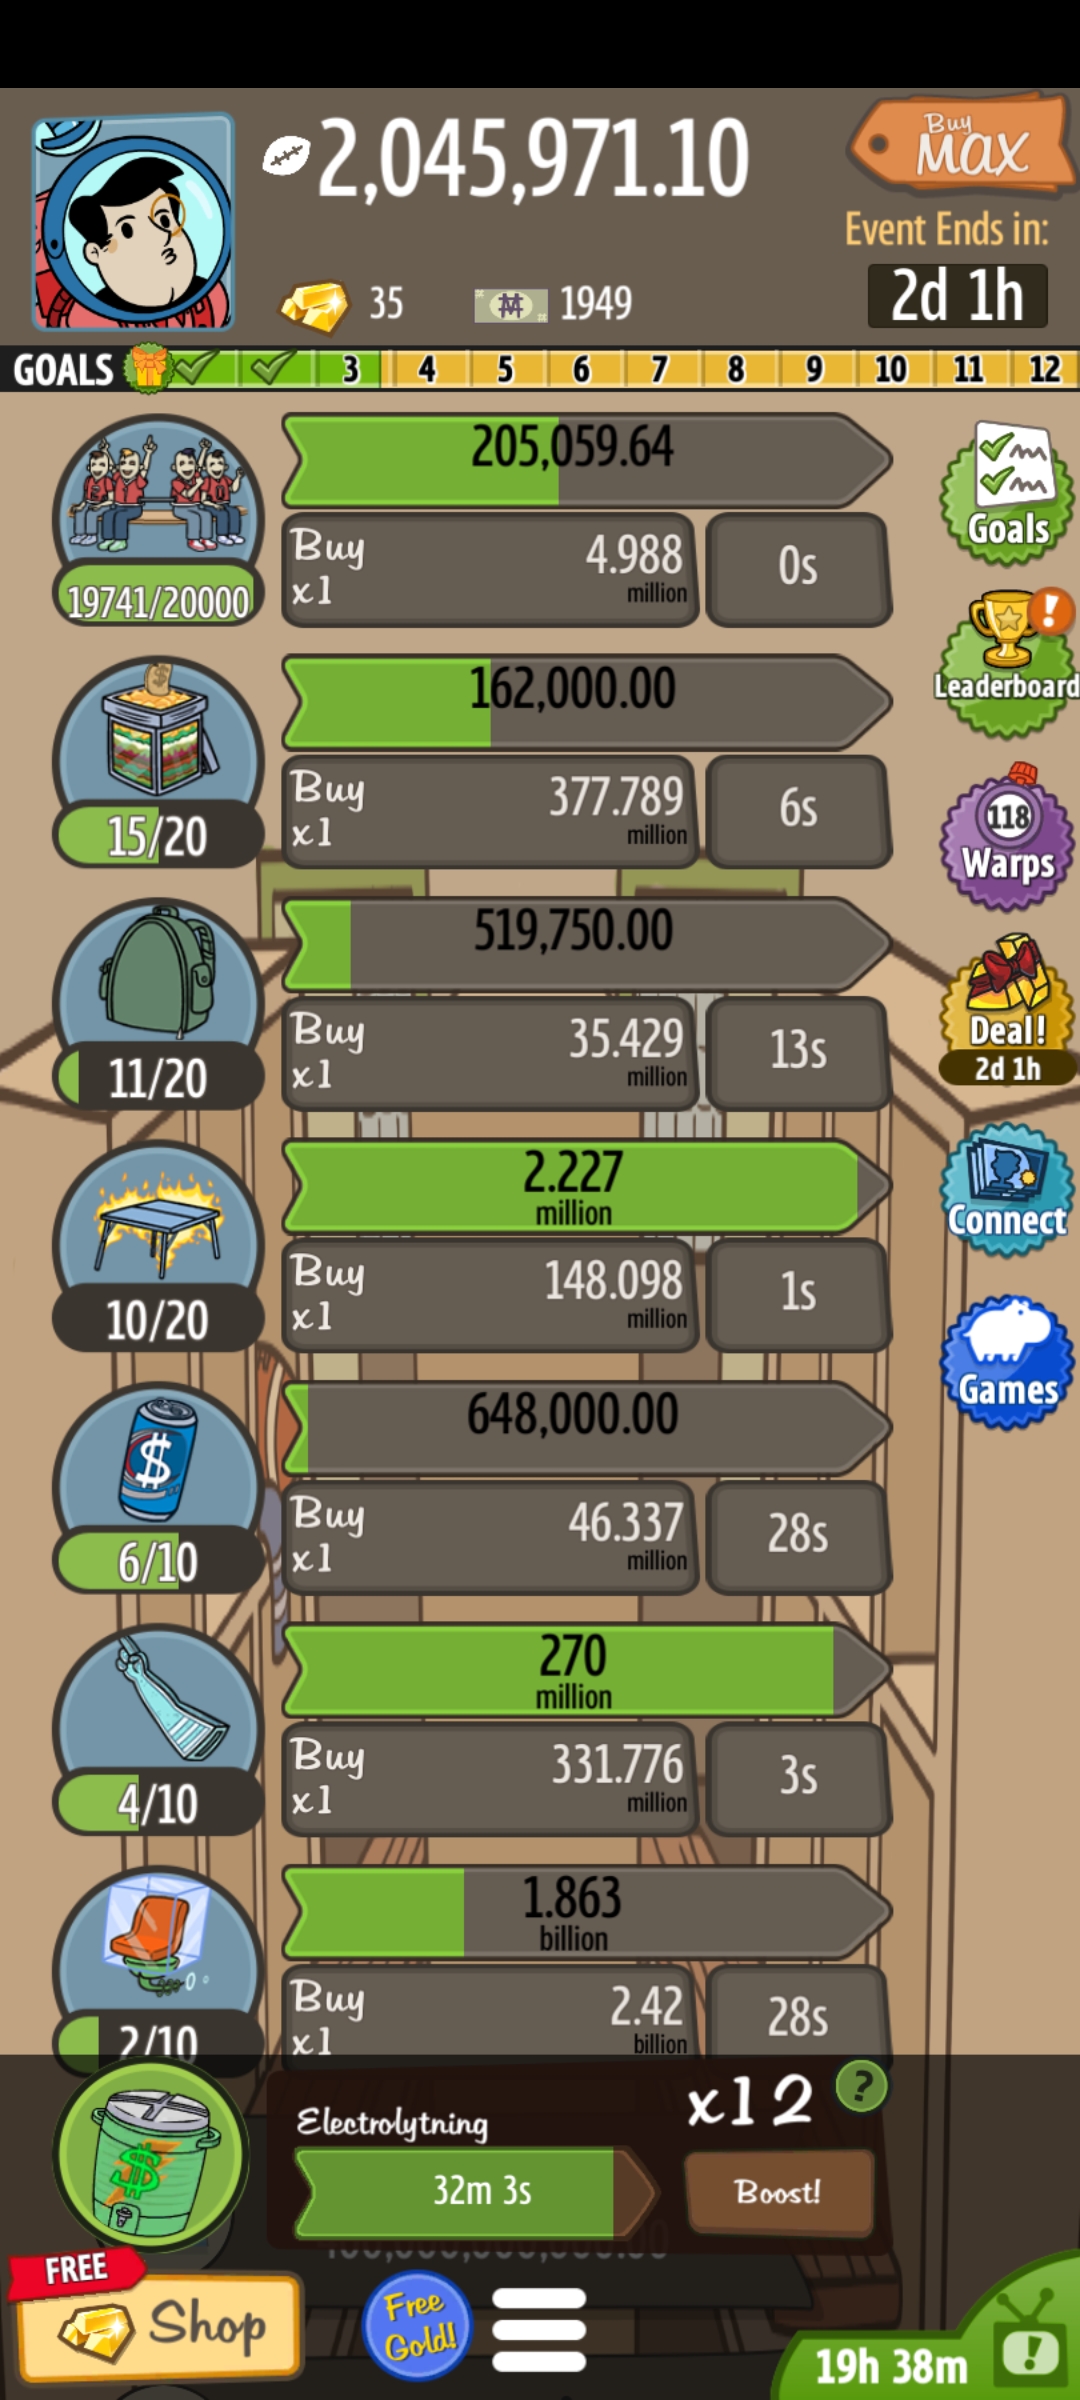 2,045,971.10
Buy
MAX
Event Ends in:
35
1949
2d 1h
GOALS 3 4 5 6 7 8 9 10 11 12
205,059.64
19741/20000
Buy
x1
4.988
million
0s
Goals
162,000.00
15/20
Buy
x1
377.789
million
6s
Leaderboard
519,750.00
11/20
Buy
x1
35.429
million
13s
118
Warps
2.227
million
10/20
Buy
x1
148.098
million
1s
Deal!
2d 1h
648,000.00
6/10
Buy
x1
46.337
million
28s
Connect
270
million
4/10
Buy
x1
331.776
million
3s
Games
1.863
billion
2/10
Buy
x1
2.42
billion
28s
Electrolytning
x12
?
32m 3s
Boost!
FREE
Shop
Free
Gold!
19h 38m